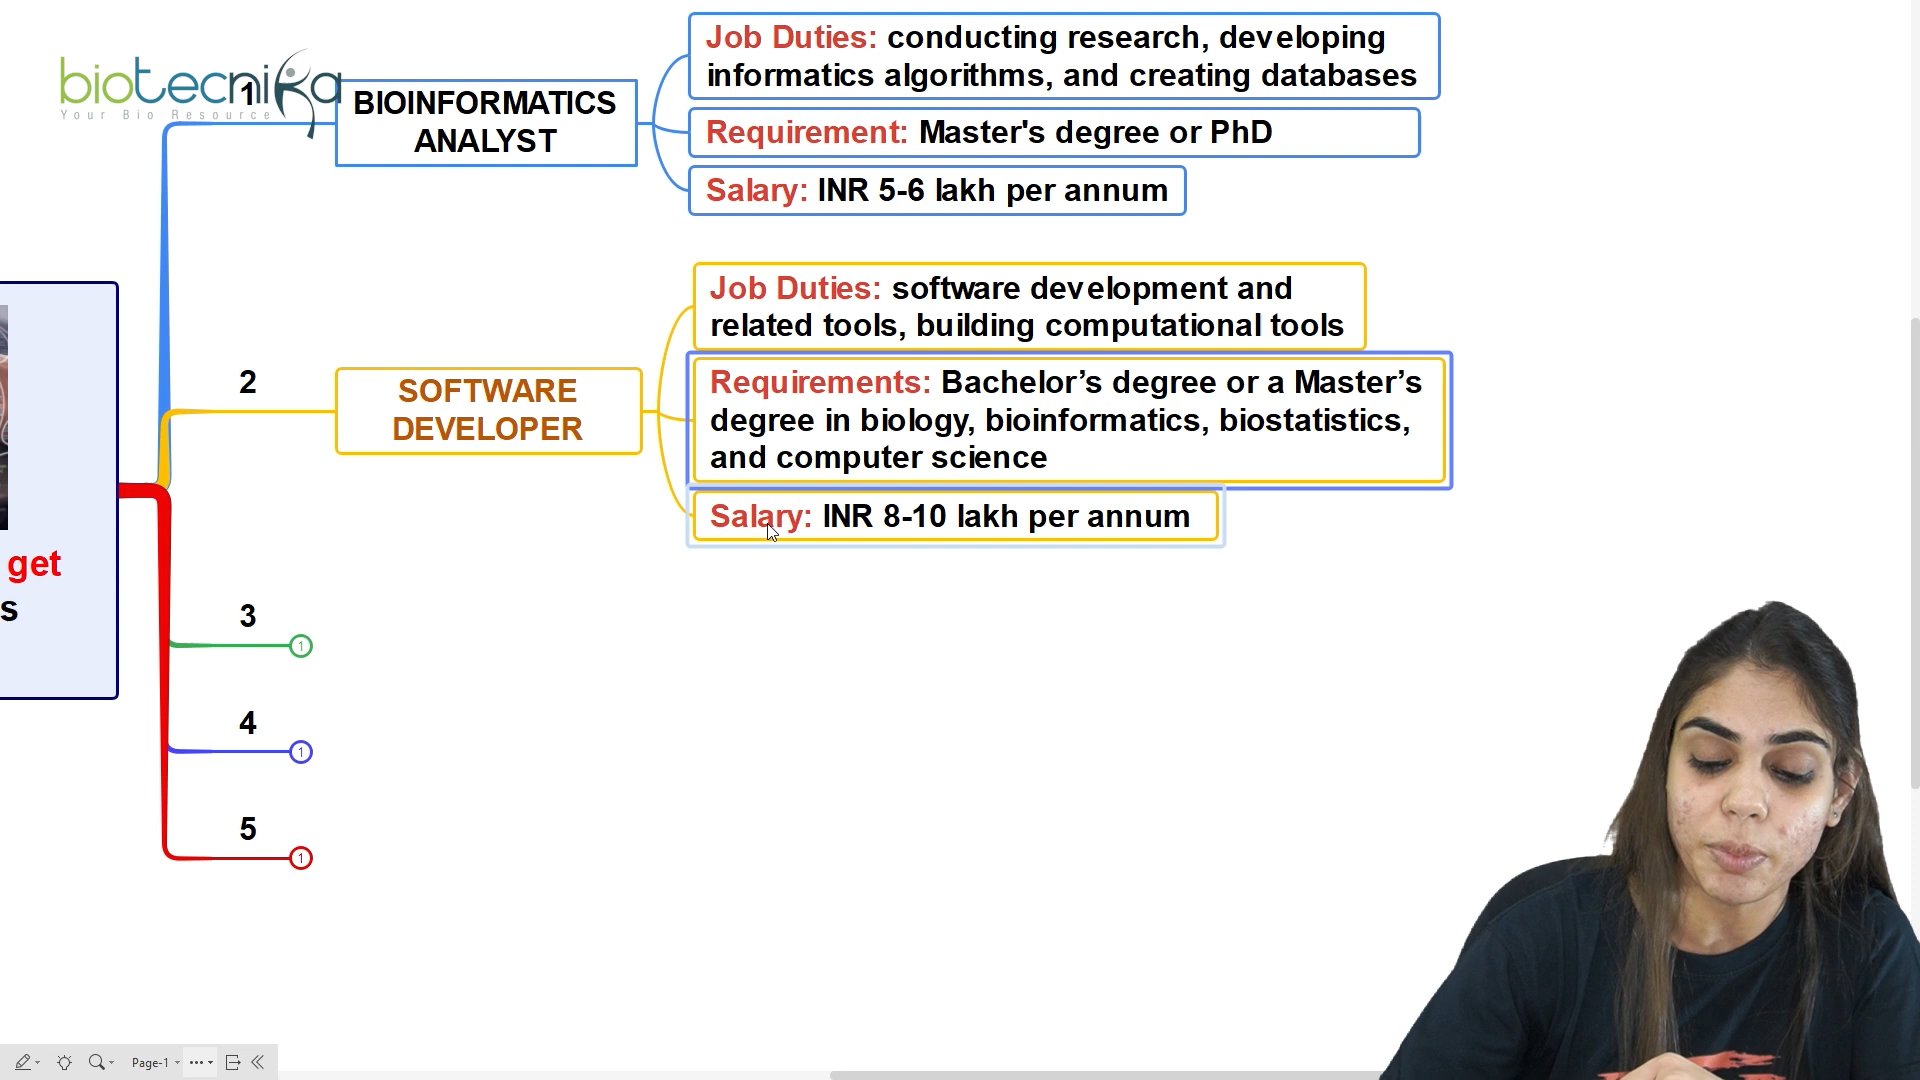 biotecnika
Your Bio Resource
1
BIOINFORMATICS
ANALYST
Job Duties: conducting research, developing
informatics algorithms, and creating databases
Requirement: Master's degree or PhD
Salary: INR 5-6 lakh per annum
2
SOFTWARE
DEVELOPER
Job Duties: software development and
related tools, building computational tools
Requirements: Bachelor’s degree or a Master’s
degree in biology, bioinformatics, biostatistics,
and computer science
Salary: INR 8-10 lakh per annum
get
s
3
1
4
1
5
1
Page-1